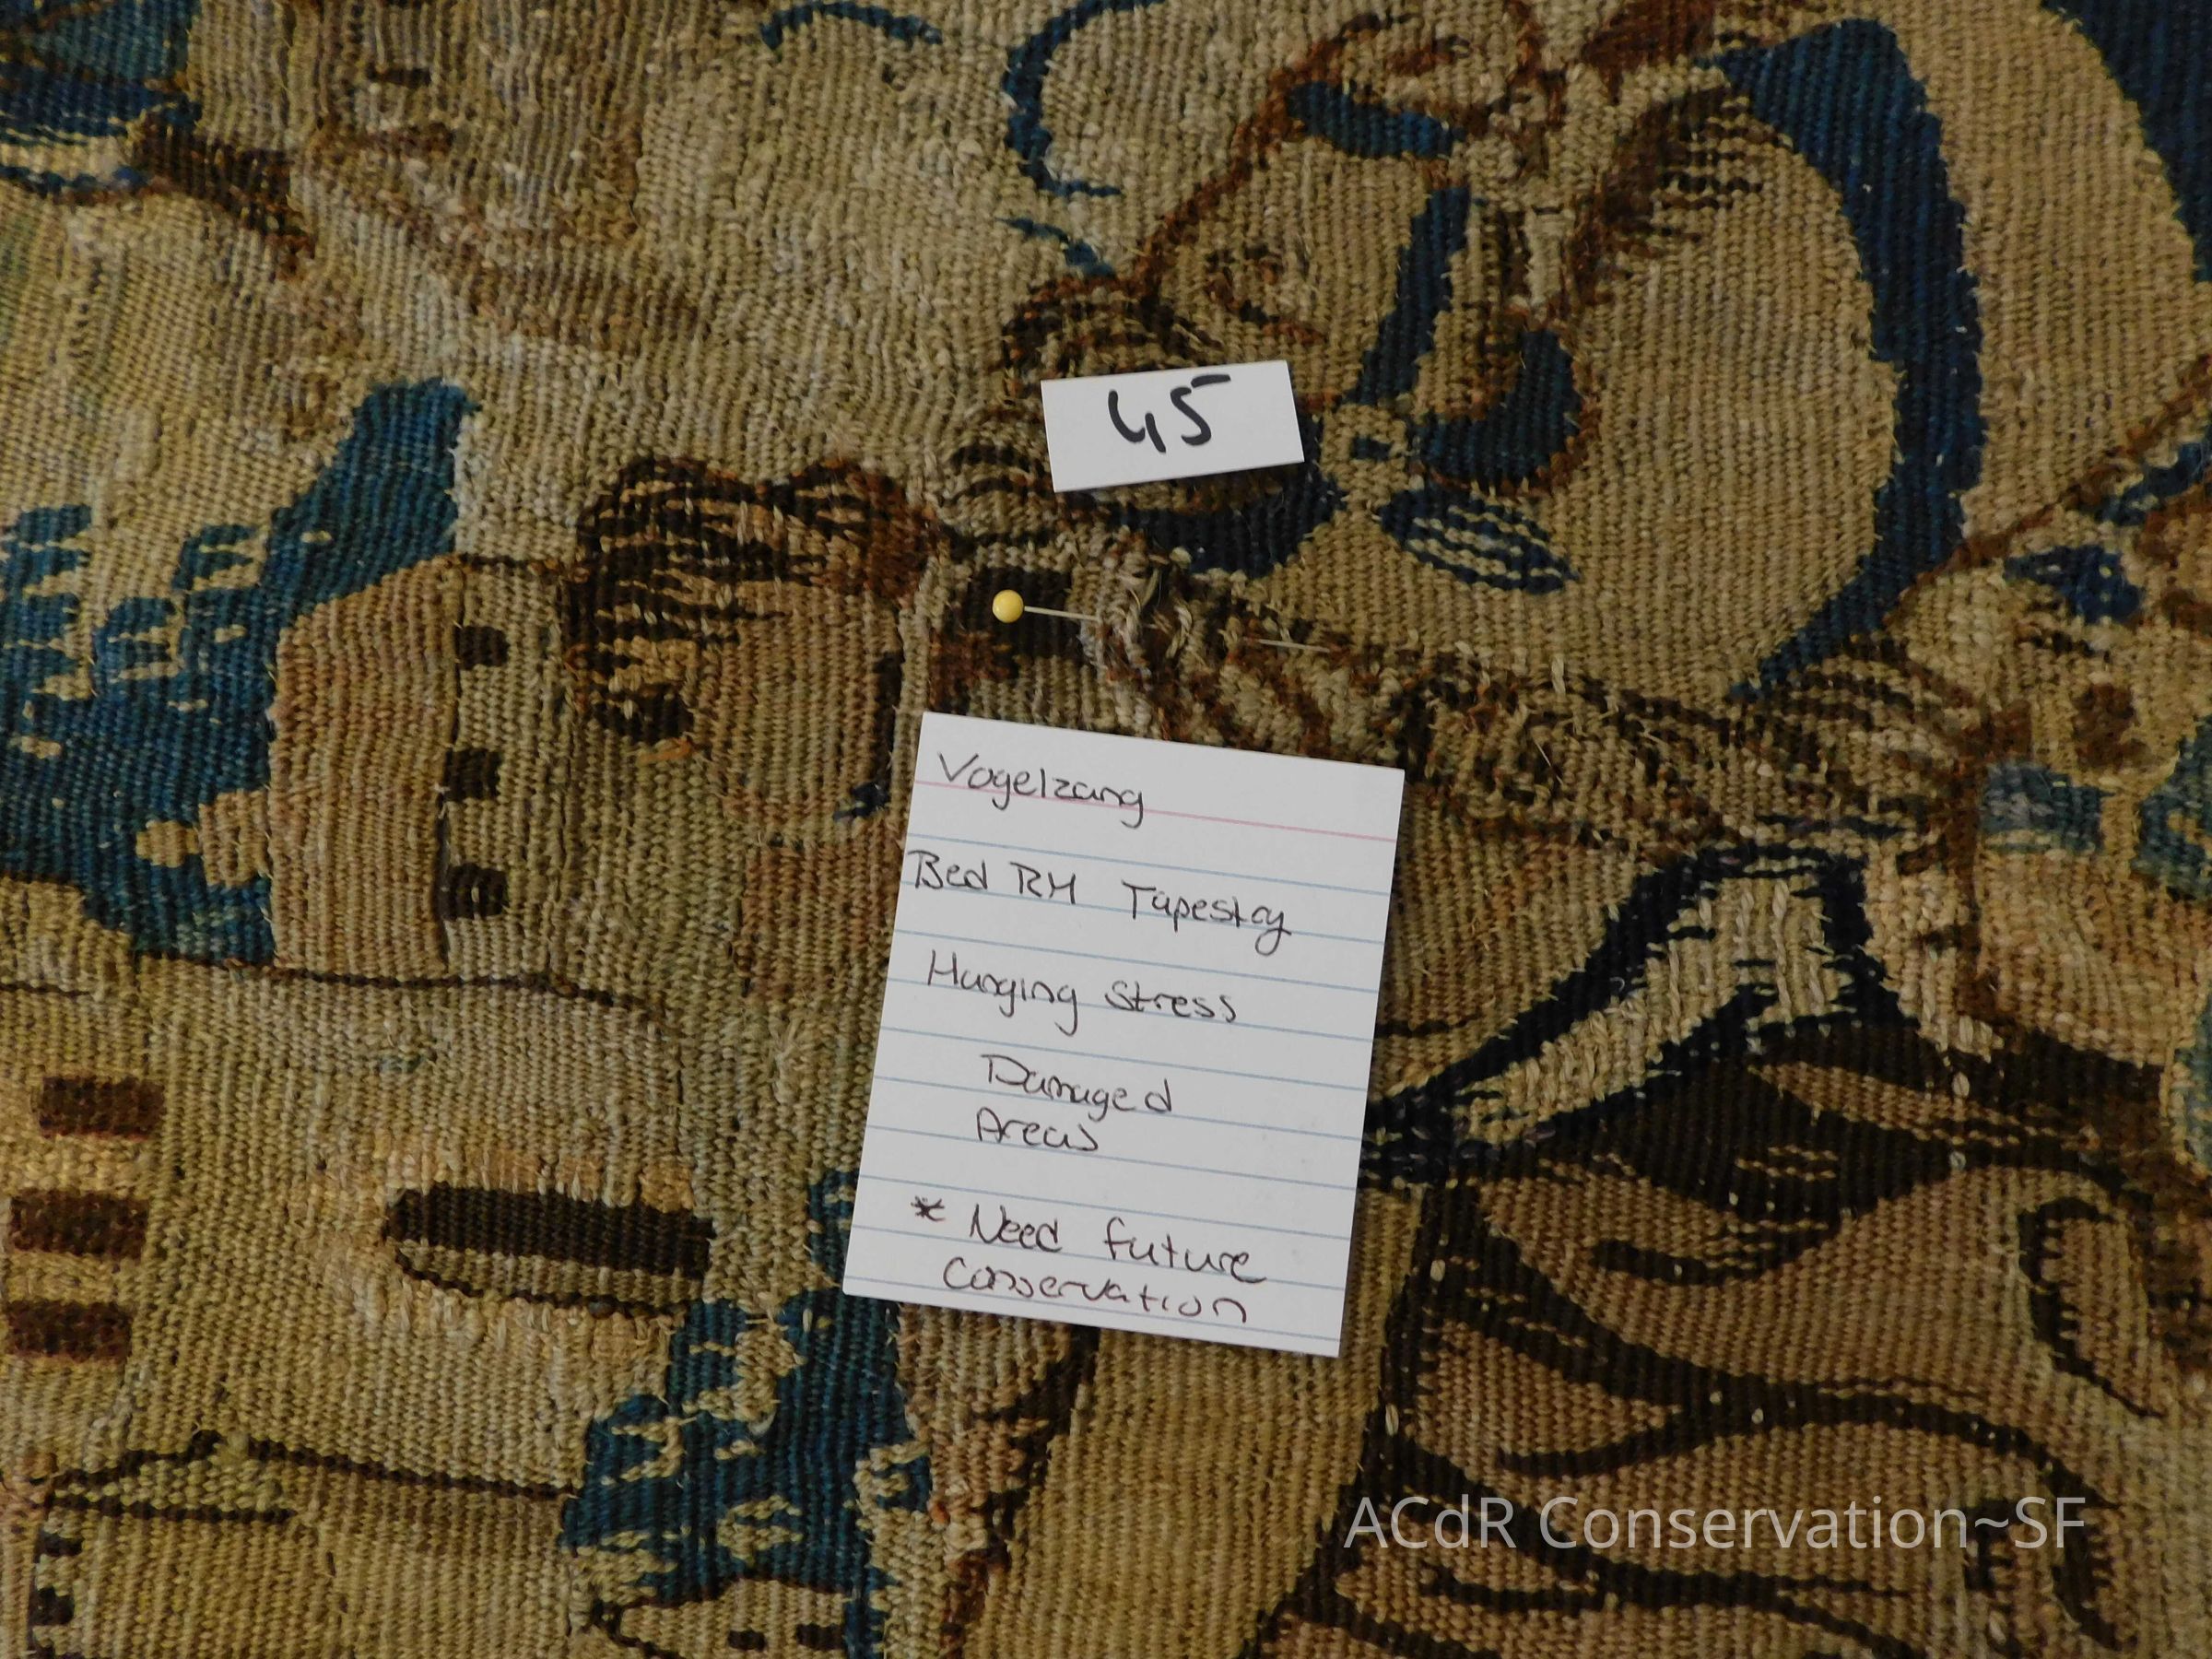 45
Vogelzang
Bed RM Tapestry
Hanging Stress
Damaged
Areas
* Need future
Conservation
ACdR Conservation~SF